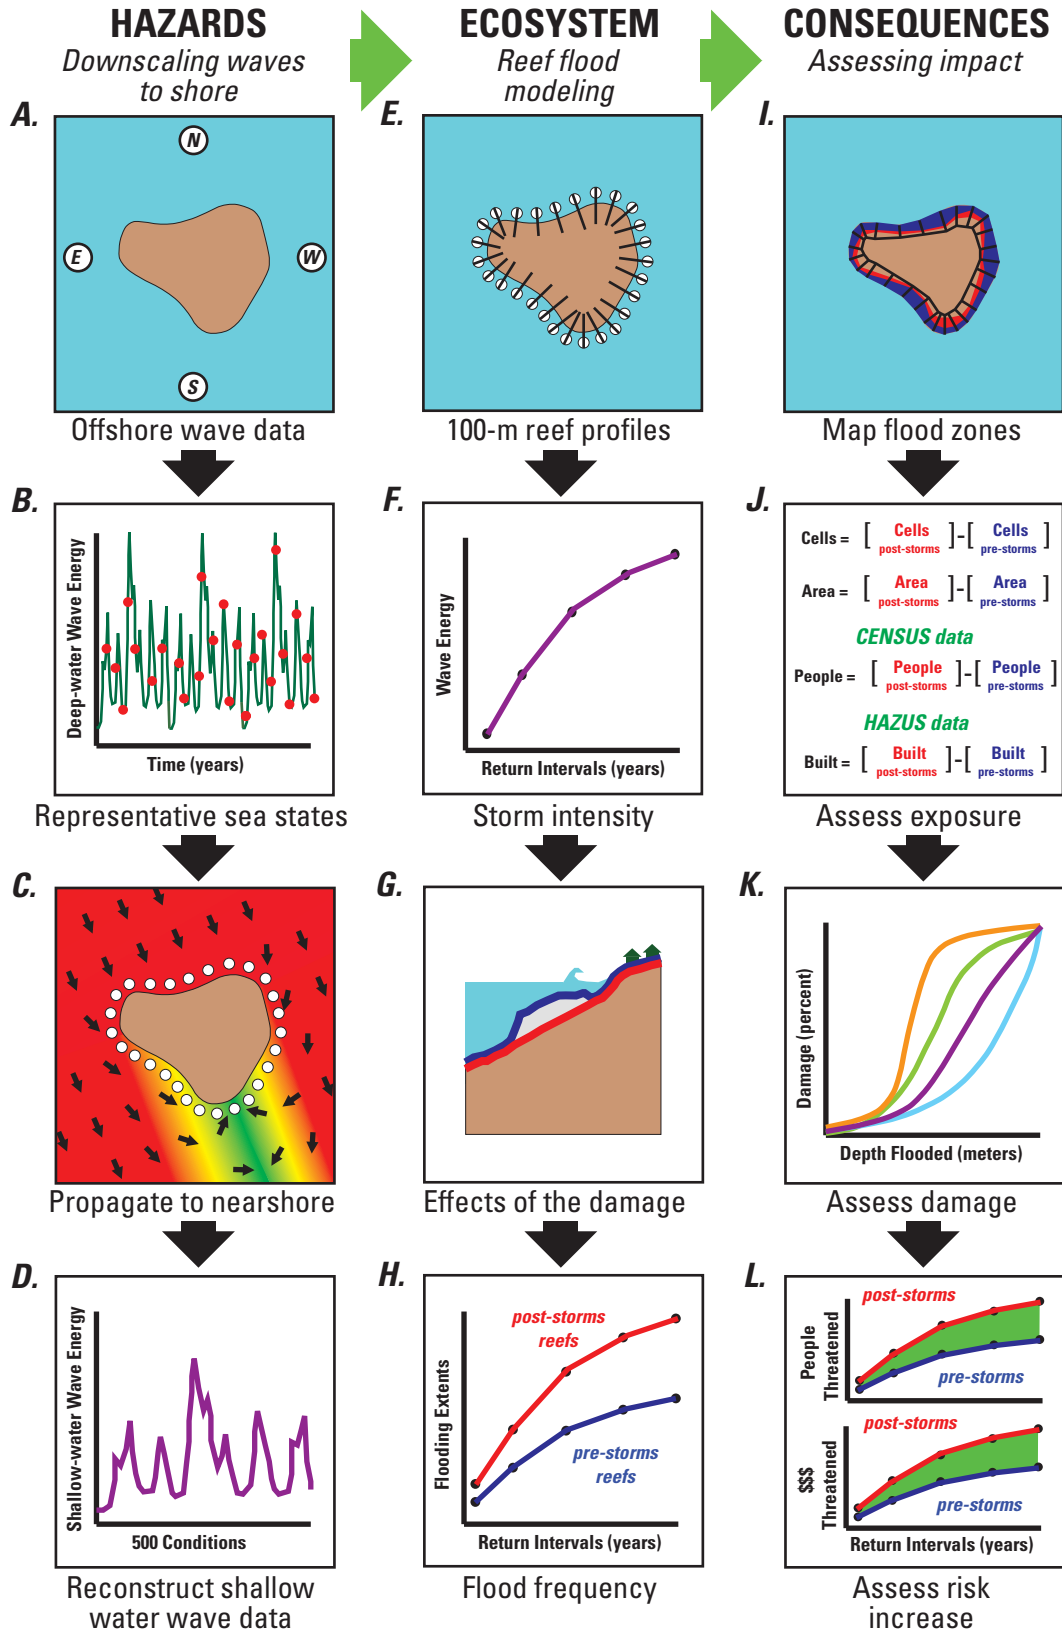 HAZARDS
Downscaling waves
to shore
ECOSYSTEM
Reef flood
modeling
CONSEQUENCES
Assessing impact
A.
N
E
W
S
Offshore wave data
B.
Deep-water Wave Energy
Time (years)
Representative sea states
C.
Propagate to nearshore
D.
Shallow-water Wave Energy
500 Conditions
Reconstruct shallow
water wave data
E.
100-m reef profiles
F.
Wave Energy
Return Intervals (years)
Storm intensity
G.
Effects of the damage
H.
Flooding Extents
post-storms
reefs
pre-storms
reefs
Return Intervals (years)
Flood frequency
I.
Map flood zones
J.
Cells = [ Cells post-storms ]-[ Cells pre-storms ]
Area = [ Area post-storms ]-[ Area pre-storms ]
CENSUS data
People = [ People post-storms ]-[ People pre-storms ]
HAZUS data
Built = [ Built post-storms ]-[ Built pre-storms ]
Assess exposure
K.
Damage (percent)
Depth Flooded (meters)
Assess damage
L.
People
Threatened
post-storms
pre-storms
$$$
Threatened
post-storms
pre-storms
Return Intervals (years)
Assess risk
increase